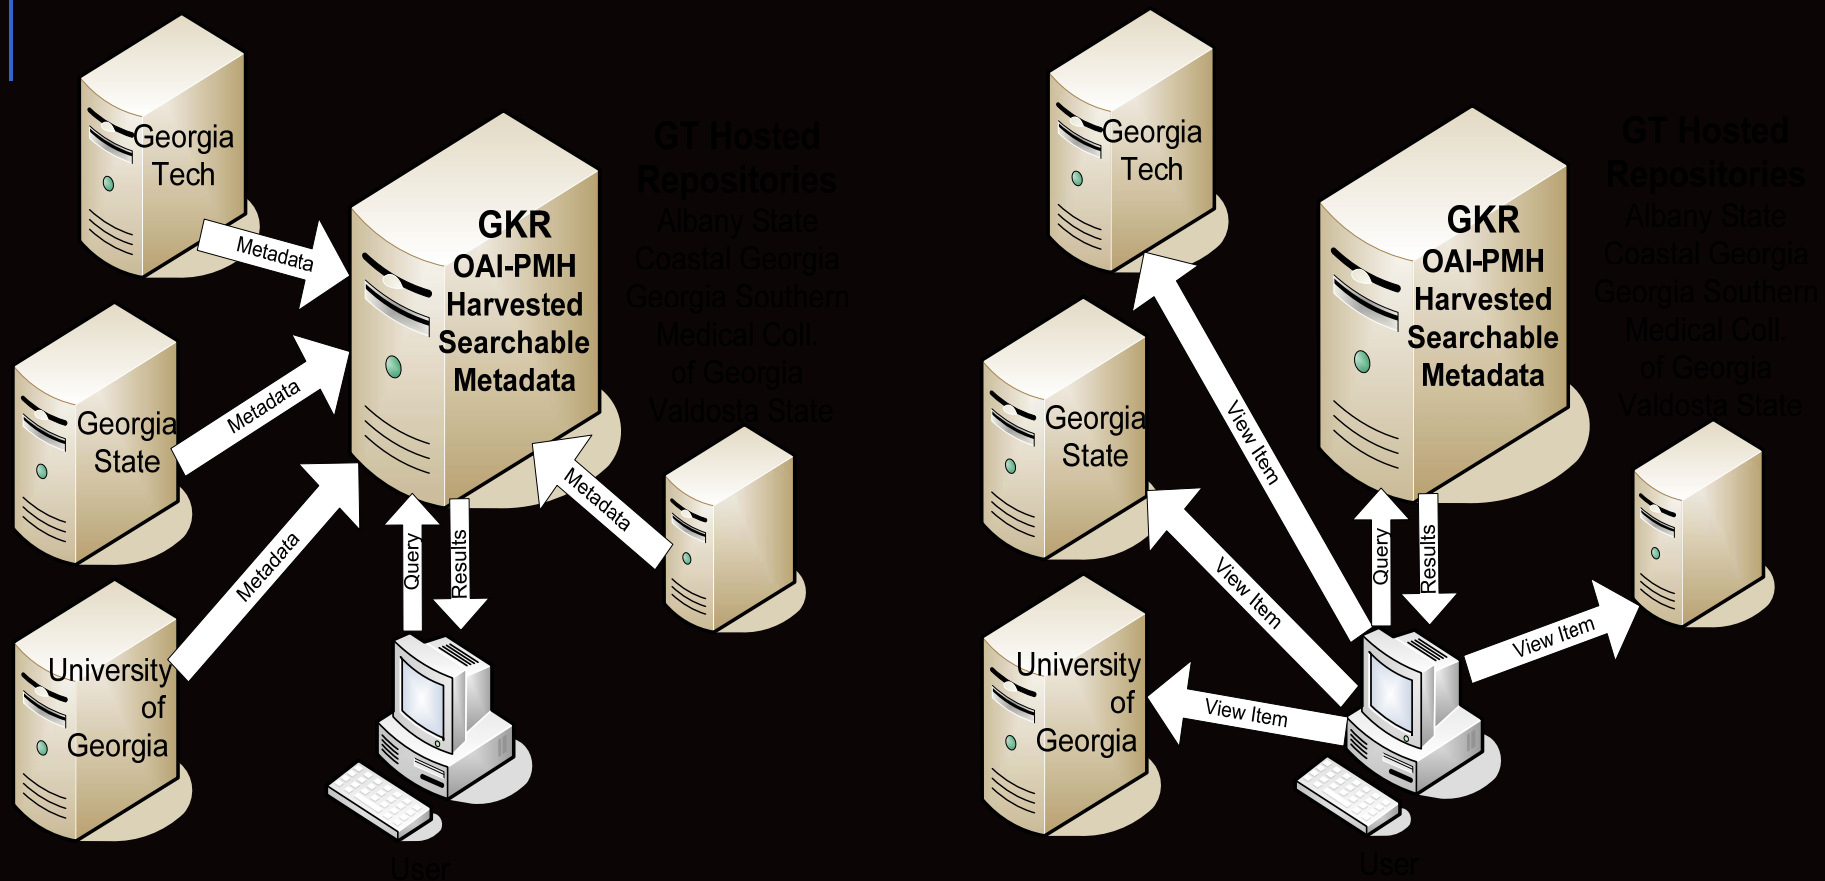 Georgia
Tech
Metadata
GKR
OAI-PMH
Harvested
Searchable
Metadata
GT Hosted
Repositories
Albany State
Coastal Georgia
Georgia Southern
Medical Coll.
of Georgia
Valdosta State
Georgia
State
Metadata
Metadata
Metadata
Query
Results
University
of
Georgia
User
Georgia
Tech
GKR
OAI-PMH
Harvested
Searchable
Metadata
GT Hosted
Repositories
Albany State
Coastal Georgia
Georgia Southern
Medical Coll.
of Georgia
Valdosta State
Georgia
State
View Item
View Item
Query
Results
View Item
View Item
University
of
Georgia
User